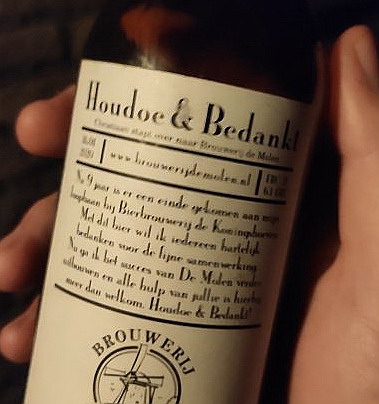 Houdoe & Bedankt
Christiaan stapt over naar Brouwerij de Molen
www.brouwerijdemolen.nl
Na 9 jaar is er een einde gekomen aan mijn
loopbaan bij Bierbrouwerij de Koningshoeven
Met dit bier wil ik iedereen hartelijk
bedanken voor de fijne samenwerking
Nu ga ik het succes van De Molen verder
uitbouwen en alle hulp van jullie is hierbij
meer dan welkom. Houdoe & Bedankt!
BROUWERIJ